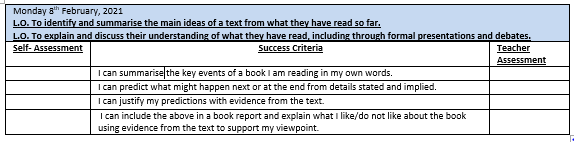 Monday 8th February, 2021
L.O. To identify and summarise the main ideas of a text from what they have read so far.
L.O. To explain and discuss their understanding of what they have read, including through formal presentations and debates.
Self- Assessment Success Criteria Teacher
Assessment
I can summarise the key events of a book I am reading in my own words.
I can predict what might happen next or at the end from details stated and implied.
I can justify my predictions with evidence from the text.
I can include the above in a book report and explain what I like/do not like about the book
using evidence from the text to support my viewpoint.